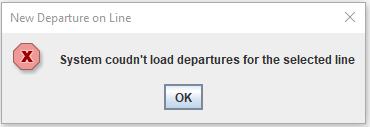 New Departure on Line
System coudn't load departures for the selected line
OK